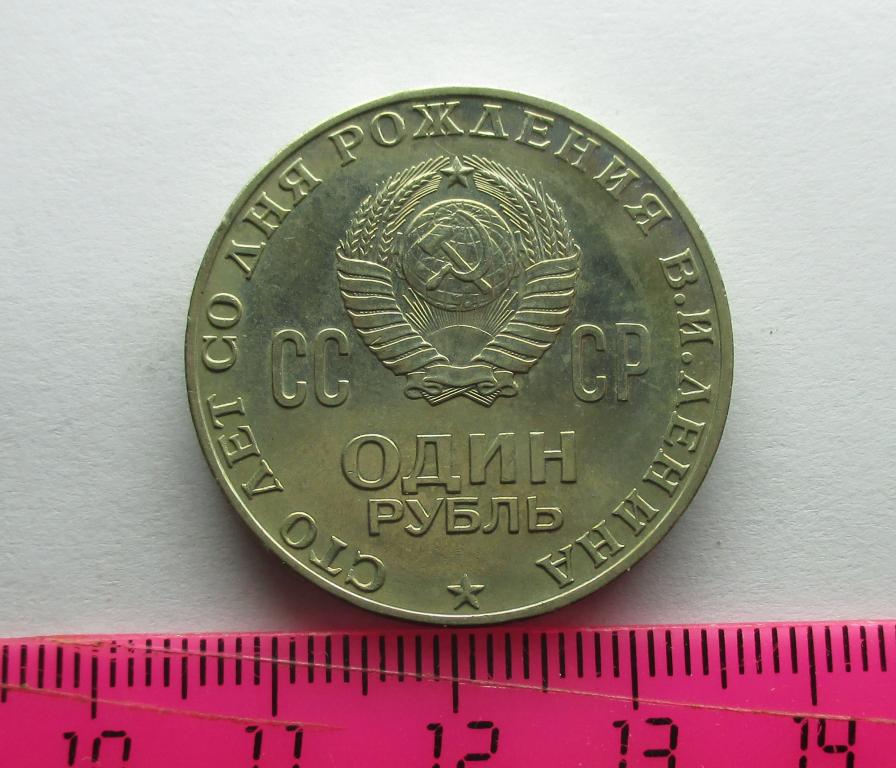 СТО ЛЕТ СО ДНЯ РОЖДЕНИЯ В.И.ЛЕНИНА
СС СР
ОДИН
РУБЛЬ
10 11 12 13 14